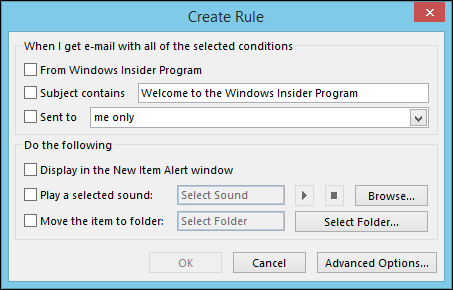 Create Rule
When I get e-mail with all of the selected conditions
From Windows Insider Program
Subject contains Welcome to the Windows Insider Program
Sent to me only
Do the following
Display in the New Item Alert window
Play a selected sound: Select Sound Browse...
Move the item to folder: Select Folder Select Folder...
OK Cancel Advanced Options...